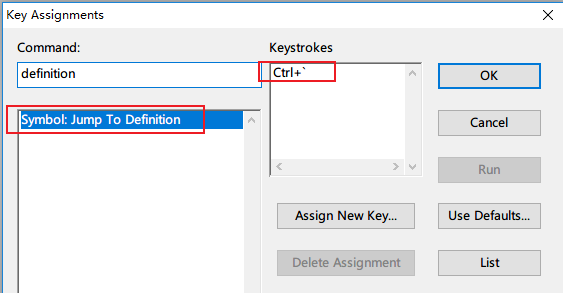 Key Assignments
Command:
Keystrokes
definition
Ctrl+`
OK
Symbol: Jump To Definition
Cancel
Run
Assign New Key...
Use Defaults...
Delete Assignment
List